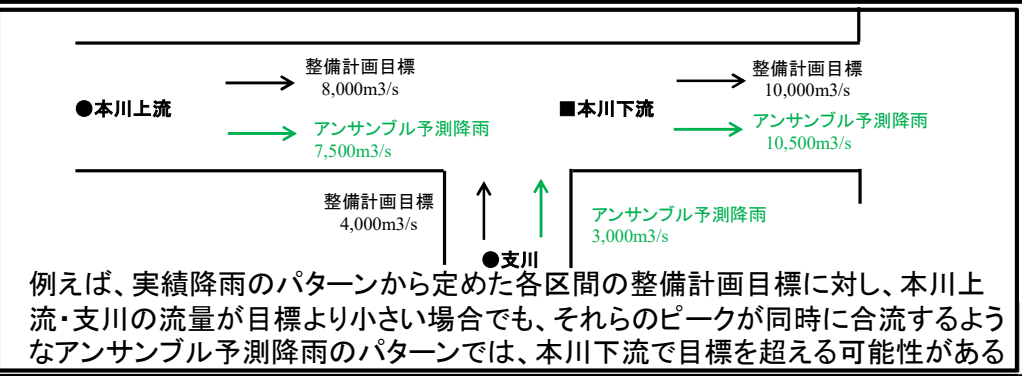 整備計画目標
8,000m3/s
整備計画目標
10,000m3/s
●本川上流
■本川下流
アンサンブル予測降雨
7,500m3/s
アンサンブル予測降雨
10,500m3/s
整備計画目標
4,000m3/s
アンサンブル予測降雨
3,000m3/s
●支川
例えば、実績降雨のパターンから定めた各区間の整備計画目標に対し、本川上
流・支川の流量が目標より小さい場合でも、それらのピークが同時に合流するよう
なアンサンブル予測降雨のパターンでは、本川下流で目標を超える可能性がある